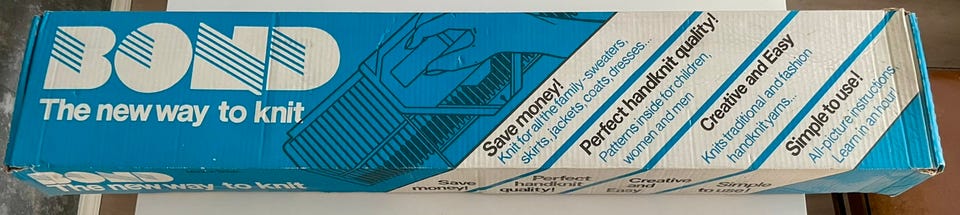 BOND
The new way to knit
Save money!
Knit for all the family - sweaters,
skirts, jackets, coats, dresses...
Perfect handknit quality!
Patterns inside for children,
women and men
Creative and Easy
Knits traditional and fashion
handknit yarns...
Simple to use!
All-picture instructions,
Learn in an hour!
BOND
The new way to knit
Save
money!
Perfect
handknit
quality!
Creative
and
Easy
Simple
to use!